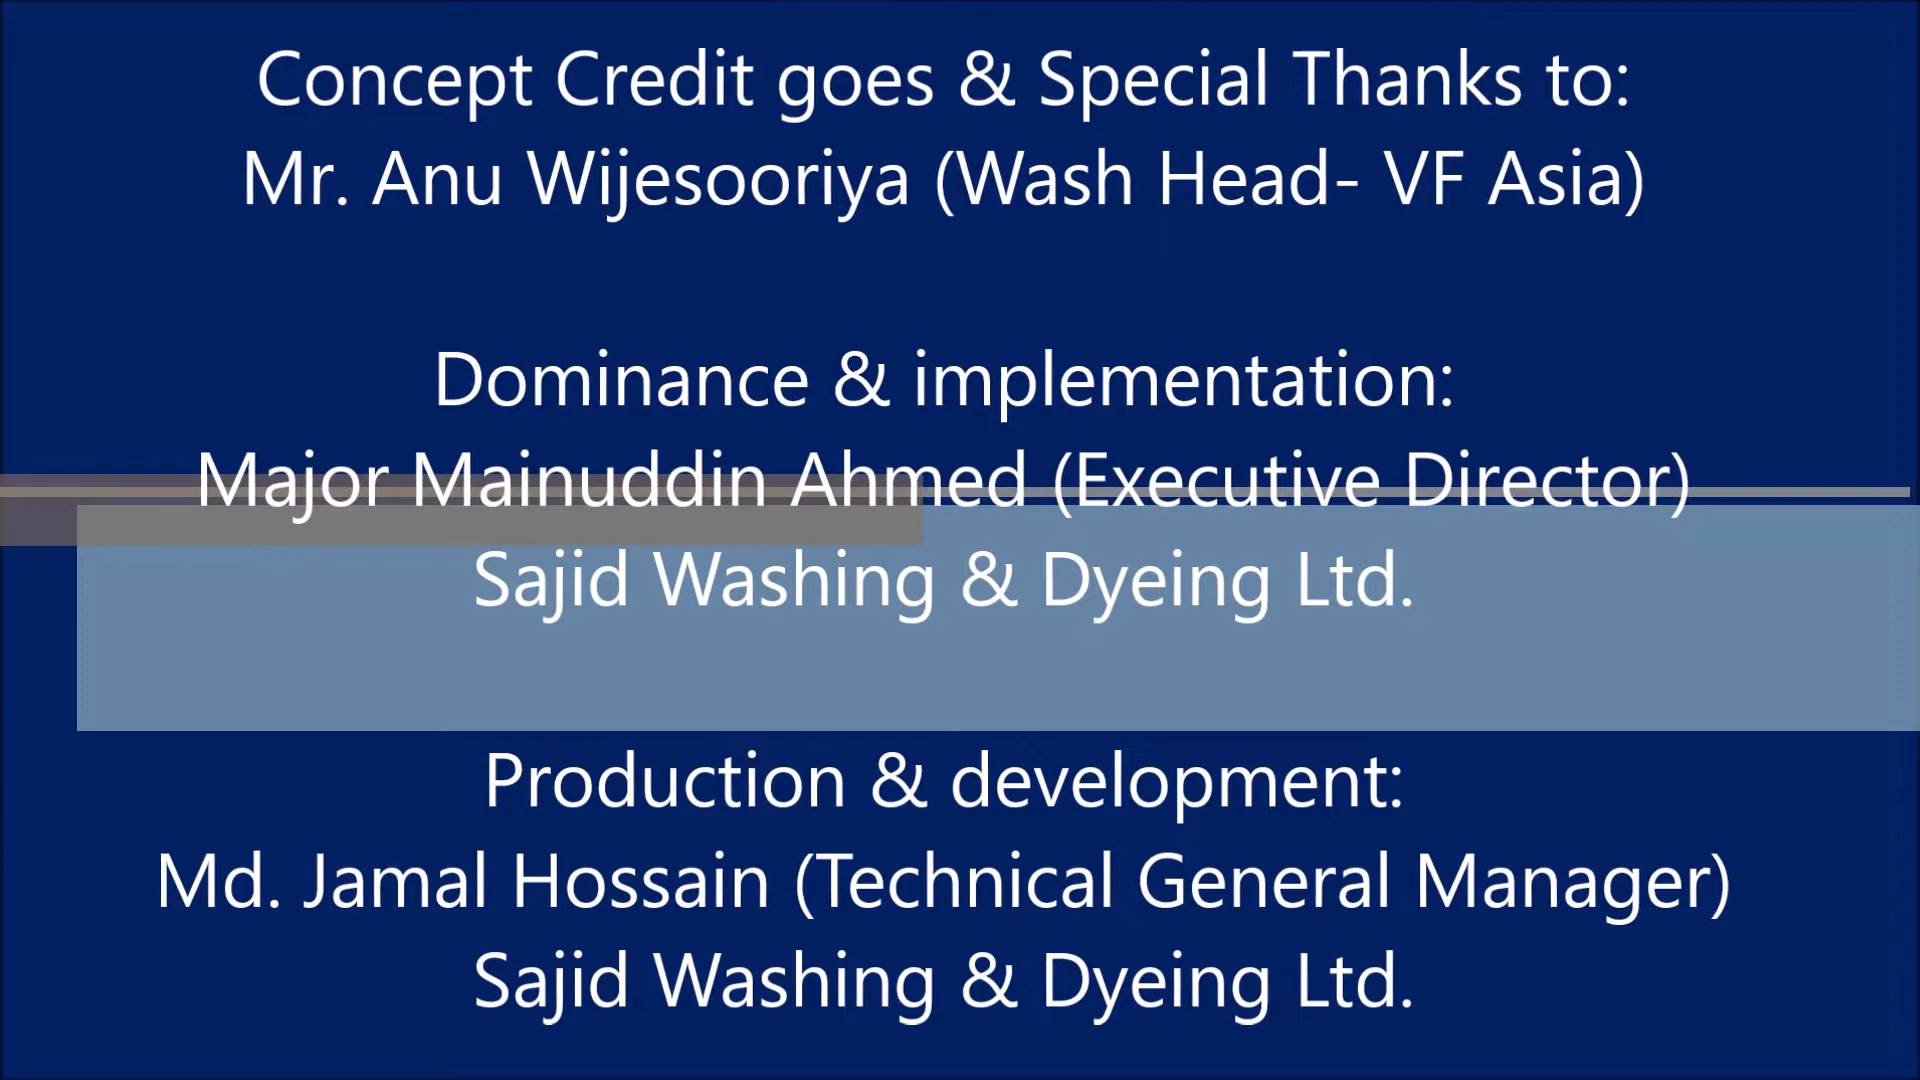 Concept Credit goes & Special Thanks to:
Mr. Anu Wijesooriya (Wash Head- VF Asia)
Dominance & implementation:
Major Mainuddin Ahmed (Executive Director)
Sajid Washing & Dyeing Ltd.
Production & development:
Md. Jamal Hossain (Technical General Manager)
Sajid Washing & Dyeing Ltd.